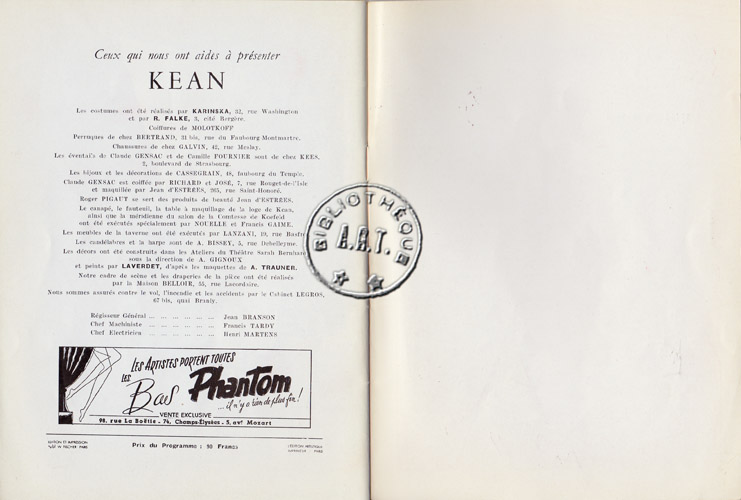 Ceux qui nous ont aidés à présenter
KEAN
Les costumes ont été réalisés par KARINSKA, 32, rue Washington
et par R. FALKE, 3, cité Bergère.
Coiffures de MOLOTKOFF
Perruques de chez BERTRAND, 31 bis, rue du Faubourg-Montmartre.
Chaussures de chez GALVIN, 42, rue Meslay.
Les éventails de Claude GENSAC et de Camille FOURNIER sont de chez KEES,
2, boulevard de Strasbourg.
Les bijoux et les décorations de CASSEGRAIN, 48, faubourg du Temple.
Claude GENSAC est coiffée par RICHARD et JOSÉ, 7, rue Rouget-de-l'Isle
et maquillée par Jean d'ESTRÉES, 265, rue Saint-Honoré.
Roger PIGAUT se sert des produits de beauté Jean d'ESTRÉES.
Le canapé, le fauteuil, la table à maquillage de la loge de Kean,
ainsi que la méridienne du salon de la Comtesse de Koefeld
ont été exécutés spécialement par NOUELLE et Francis GAIME.
Les meubles de la taverne ont été exécutés par LANZANI, 19, rue Basfr
Les candélabres et la harpe sont de A. BISSEY, 5, rue Debelleyme.
Les décors ont été construits dans les Ateliers du Théâtre Sarah Bernhar
sous la direction de A. GIGNOUX
et peints par LAVERDET, d'après les maquettes de A. TRAUNER.
Notre cadre de scène et les draperies de la pièce ont été réalisés
par la Maison BELLOIR, 55, rue Lacordaire.
Nous sommes assurés contre le vol, l'incendie et les accidents par le Cabinet LEGROS,
67 bis, quai Branly.
Régisseur Général ... ... ... ... ... ... Jean BRANSON
Chef Machiniste ... ... ... ... ... ... Francis TARDY
Chef Electricien ... ... ... ... ... ... Henri MARTENS
LES ARTISTES PORTENT TOUTES
LES Bas Phantom
... il n'y a rien de plus fin !
VENTE EXCLUSIVE
98, rue La Boëtie - 74, Champs-Élysées - 5, avᵉ Mozart
EDITION ET IMPRESSION
Prix du Programme : 50 Francs
BIBLIOTHÈQUE
A.R.T.